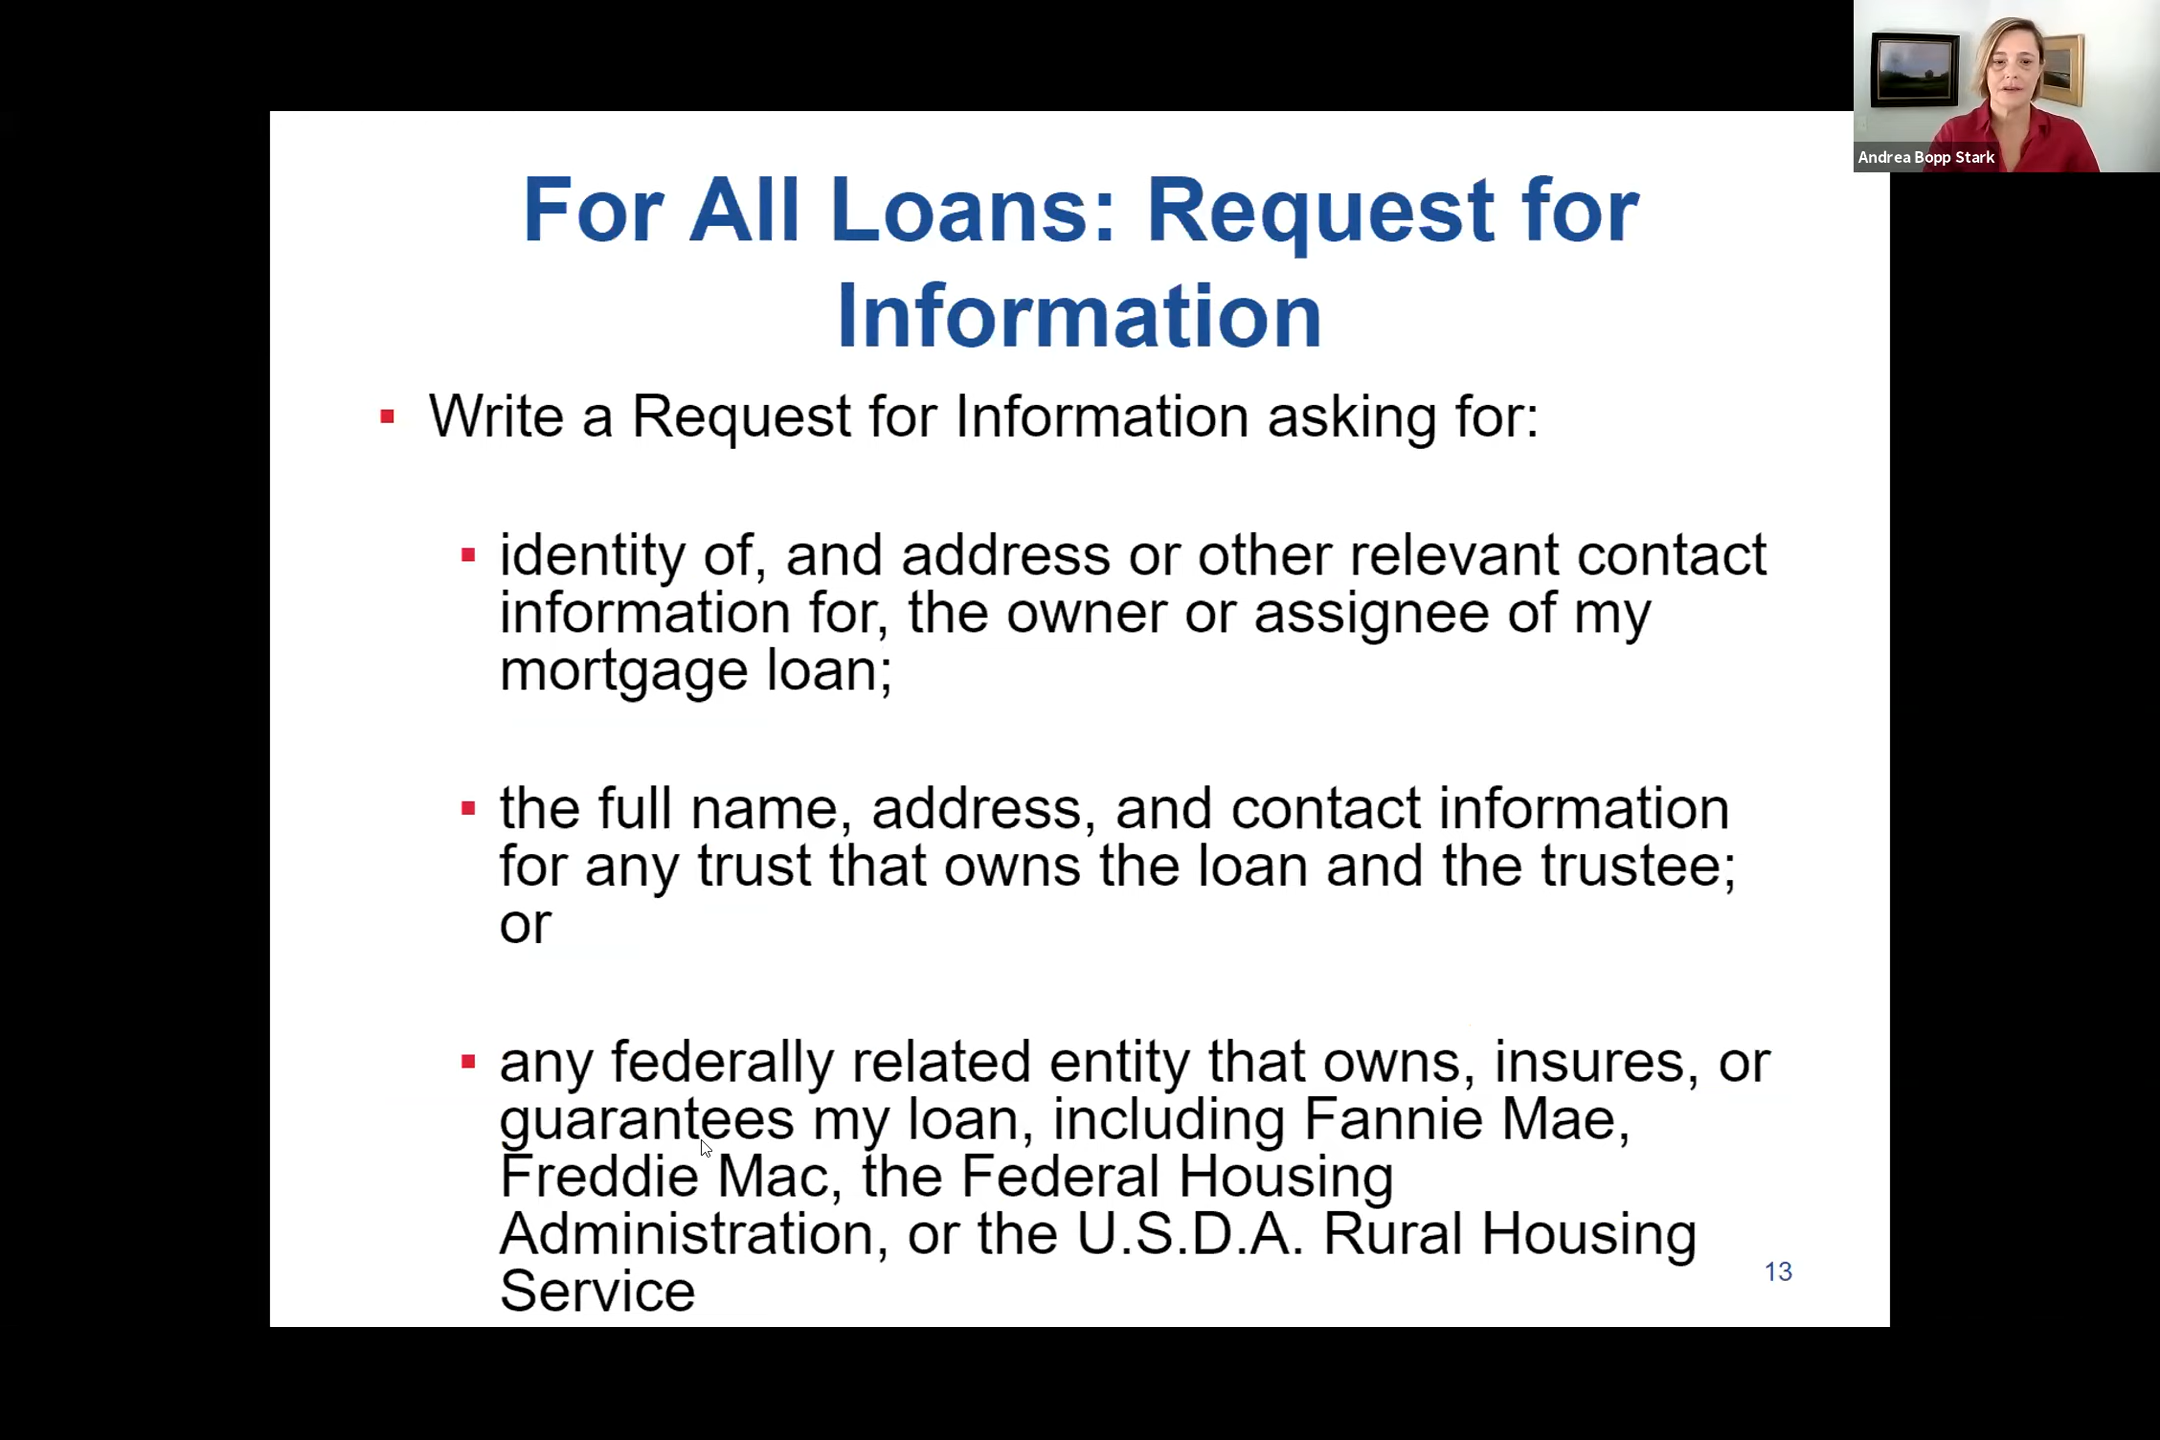 Andrea Bopp Stark
For All Loans: Request for
Information
▪ Write a Request for Information asking for:
▪ identity of, and address or other relevant contact
information for, the owner or assignee of my
mortgage loan;
▪ the full name, address, and contact information
for any trust that owns the loan and the trustee;
or
▪ any federally related entity that owns, insures, or
guarantees my loan, including Fannie Mae,
Freddie Mac, the Federal Housing
Administration, or the U.S.D.A. Rural Housing
Service
13